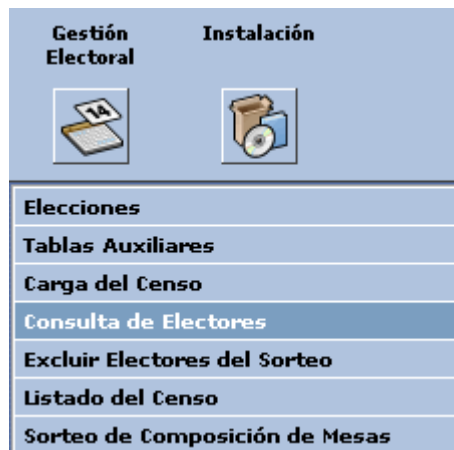 Gestión
Electoral
Instalación
14
Elecciones
Tablas Auxiliares
Carga del Censo
Consulta de Electores
Excluir Electores del Sorteo
Listado del Censo
Sorteo de Composición de Mesas